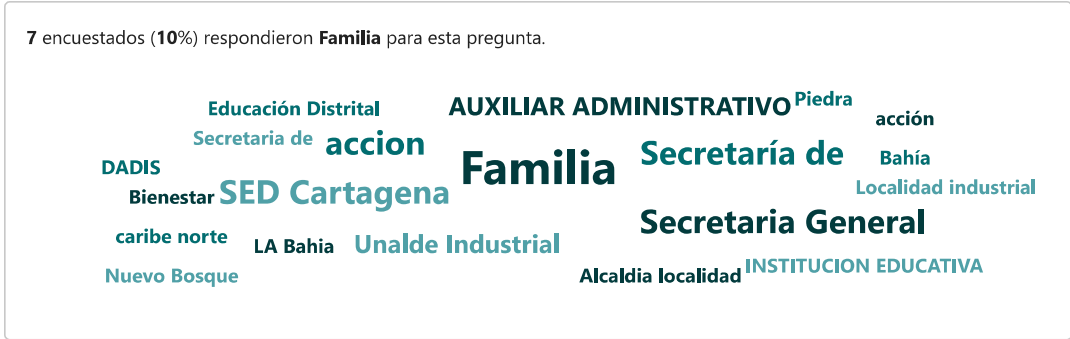 7 encuestados (10%) respondieron Familia para esta pregunta.
Educación Distrital
AUXILIAR ADMINISTRATIVO
Piedra
acción
Secretaria de
accion
Familia
Secretaría de
Bahía
DADIS
Bienestar
SED Cartagena
Localidad industrial
Secretaria General
caribe norte
LA Bahia
Unalde Industrial
Nuevo Bosque
Alcaldia localidad
INSTITUCION EDUCATIVA